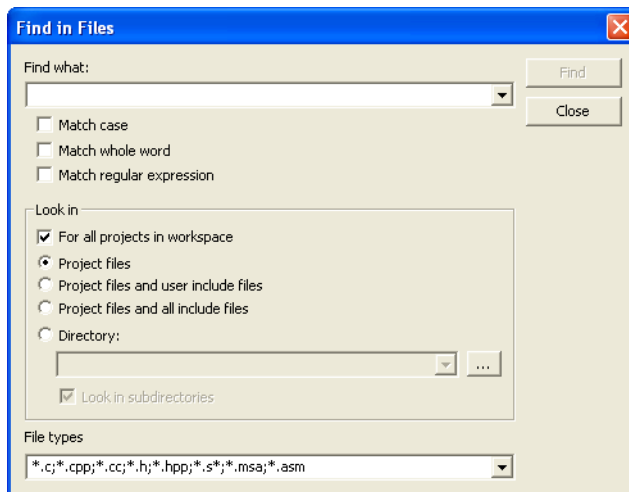 Find in Files
Find what:
Find
Close
Match case
Match whole word
Match regular expression
Look in
For all projects in workspace
Project files
Project files and user include files
Project files and all include files
Directory:
...
Look in subdirectories
File types
*.c;*.cpp;*.cc;*.h;*.hpp;*.s*;*.msa;*.asm